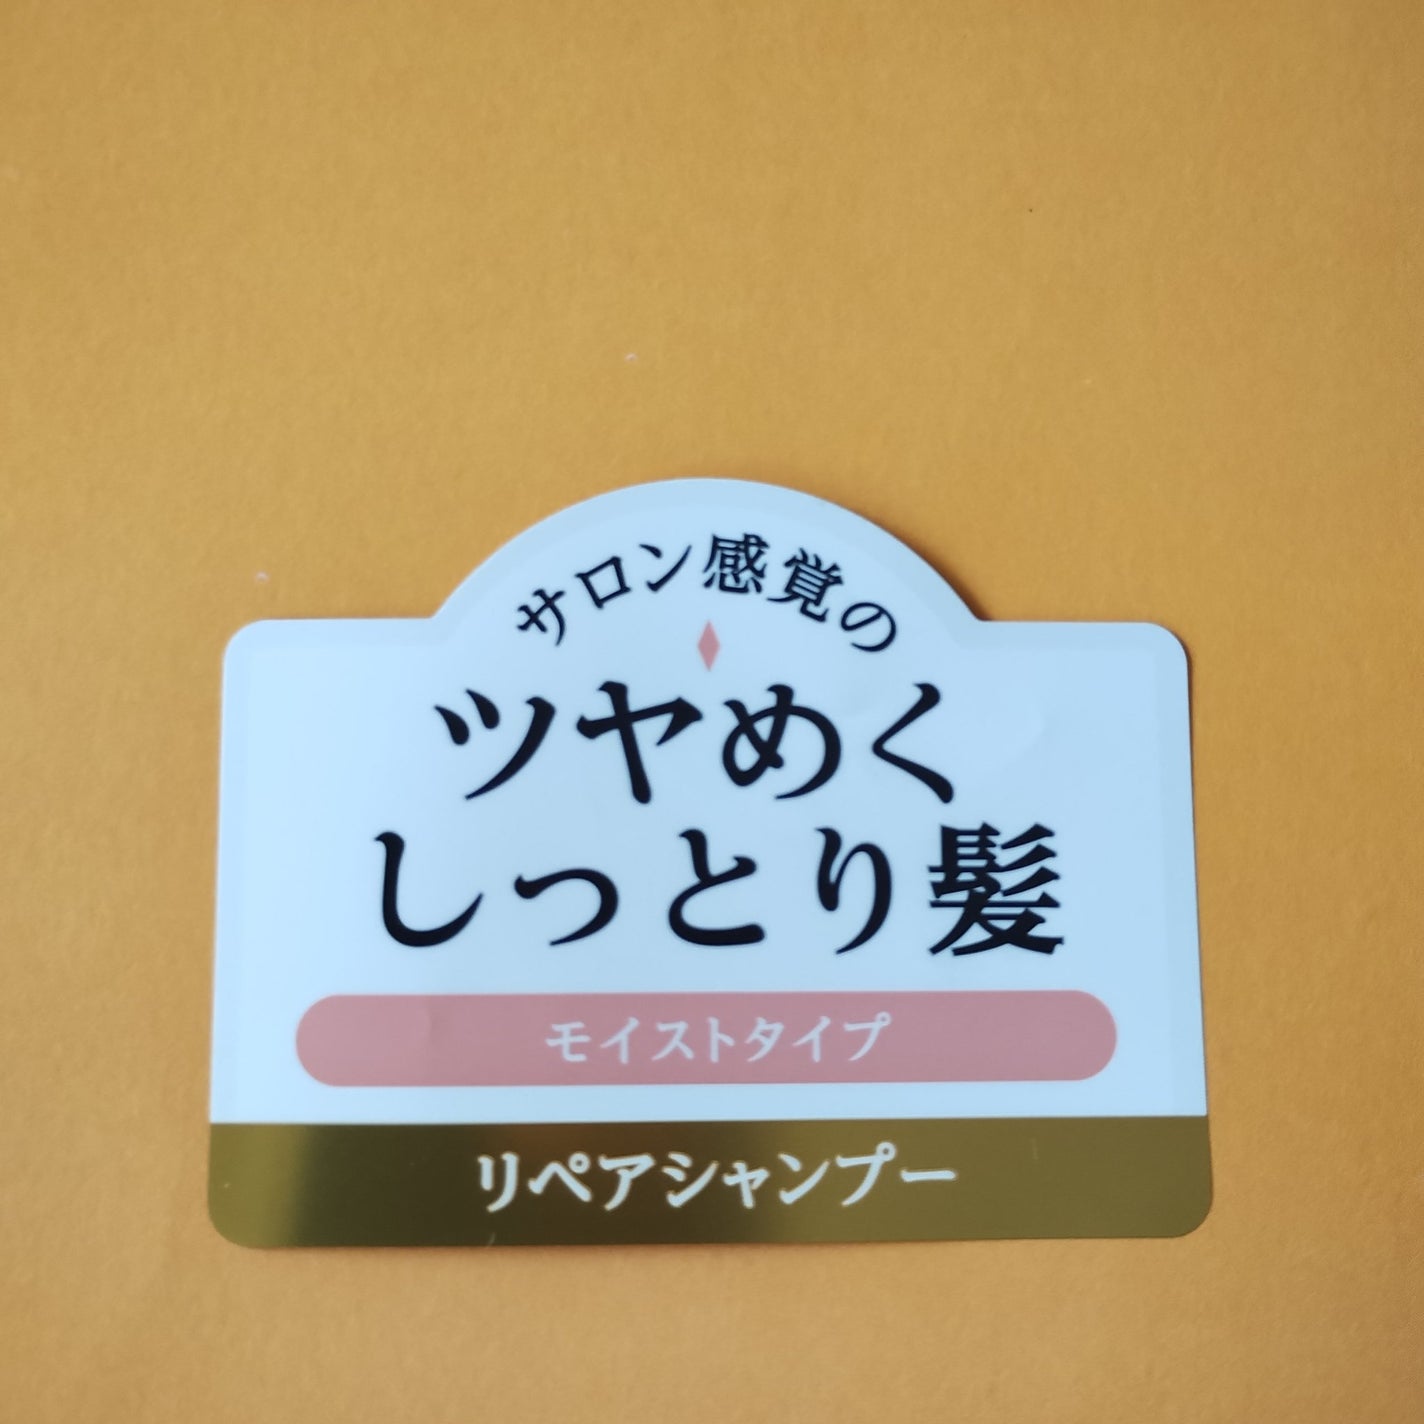 サロン感覚の
ツヤめく
しっとり髪
モイストタイプ
リペアシャンプー